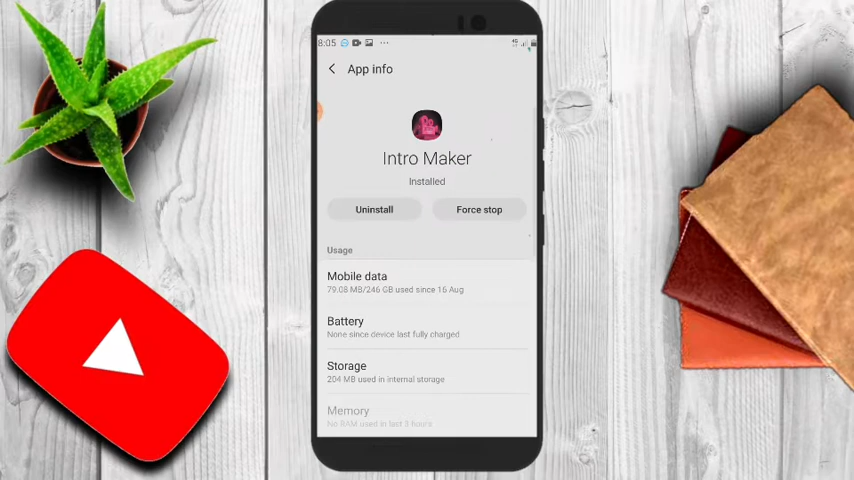 8:05
4G
App info
Intro Maker
Installed
Uninstall
Force stop
Usage
Mobile data
79.08 MB/246 GB used since 16 Aug
Battery
None since device last fully charged
Storage
204 MB used in internal storage
Memory
No RAM used in last 3 hours